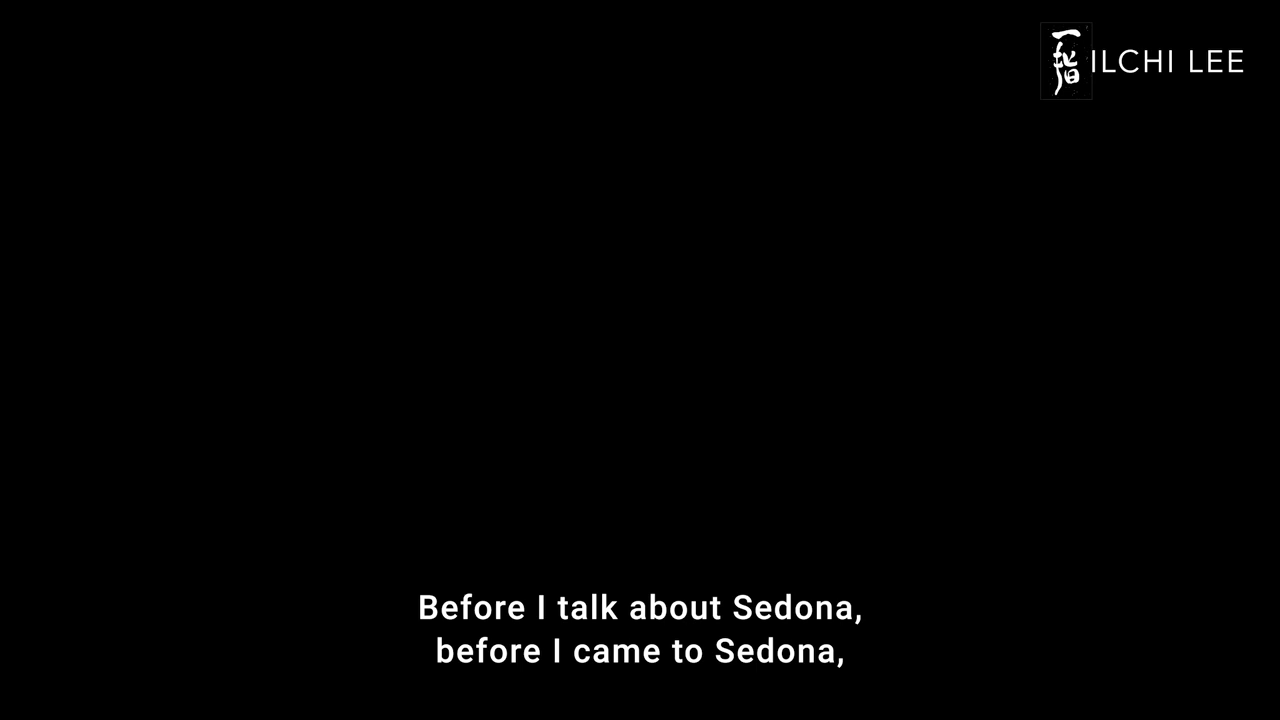 一指
ILCHI LEE
Before I talk about Sedona,
before I came to Sedona,